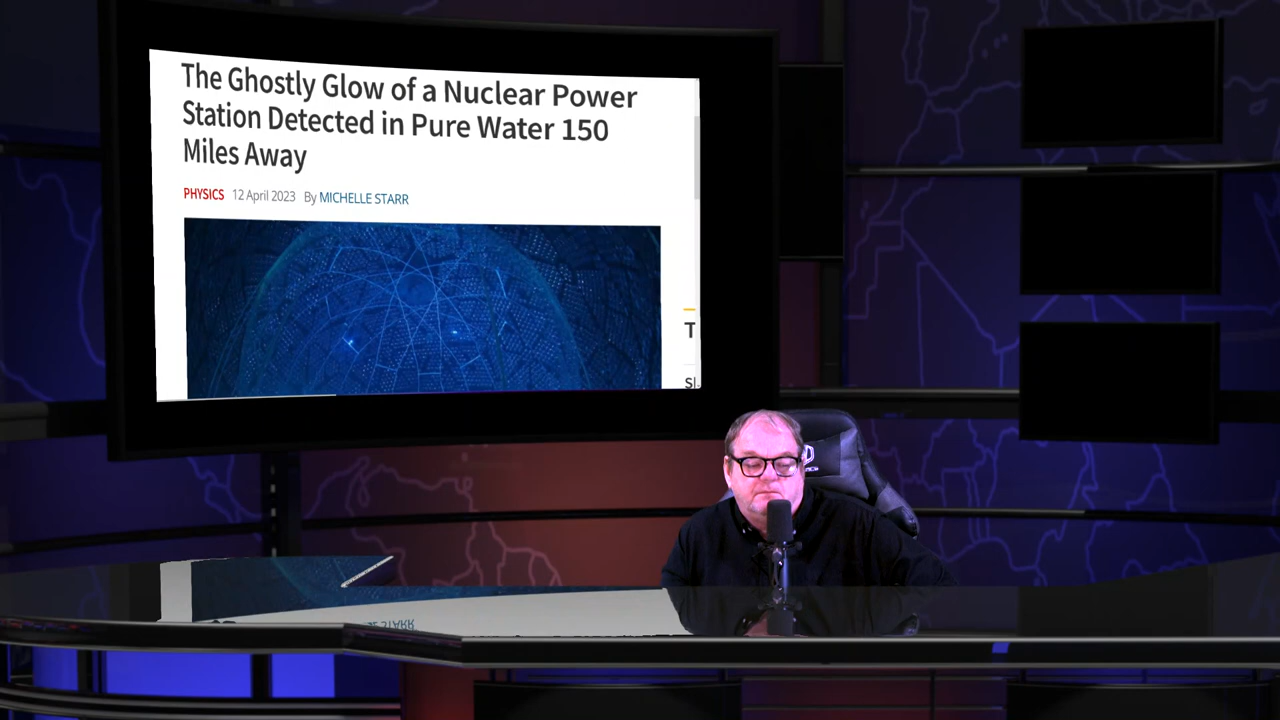 The Ghostly Glow of a Nuclear Power
Station Detected in Pure Water 150
Miles Away
PHYSICS 12 April 2023 By MICHELLE STARR
T